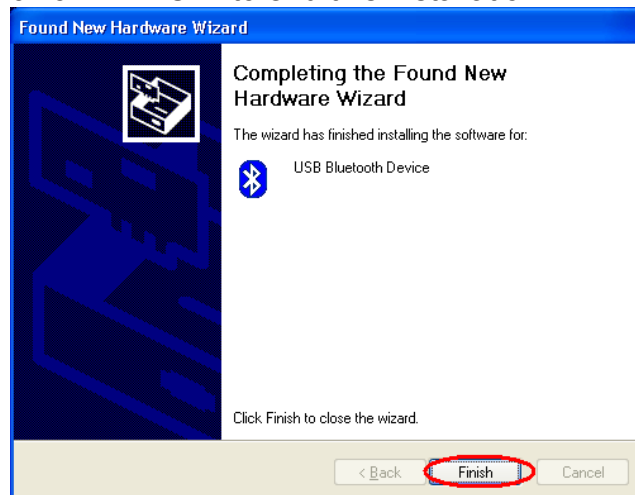 Found New Hardware Wizard
Completing the Found New
Hardware Wizard
The wizard has finished installing the software for:
USB Bluetooth Device
Click Finish to close the wizard.
< Back
Finish
Cancel